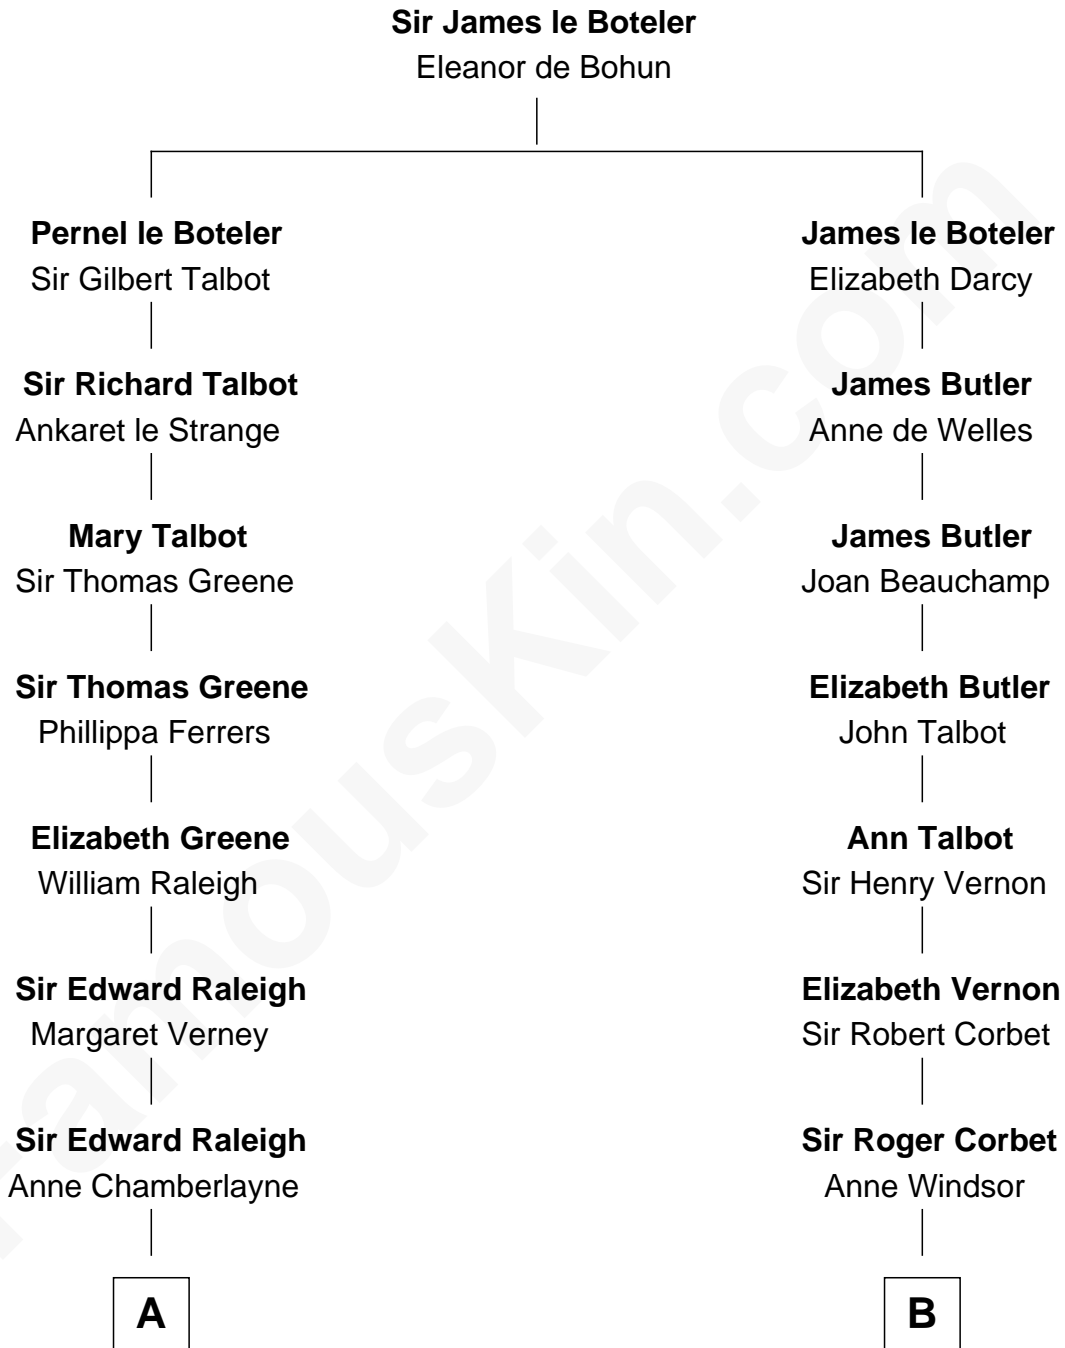 Sir James le Boteler
Eleanor de Bohun
Pernel le Boteler
Sir Gilbert Talbot
James le Boteler
Elizabeth Darcy
Sir Richard Talbot
Ankaret le Strange
James Butler
Anne de Welles
Mary Talbot
Sir Thomas Greene
James Butler
Joan Beauchamp
Sir Thomas Greene
Phillippa Ferrers
Elizabeth Butler
John Talbot
Elizabeth Greene
William Raleigh
Ann Talbot
Sir Henry Vernon
Sir Edward Raleigh
Margaret Verney
Elizabeth Vernon
Sir Robert Corbet
Sir Edward Raleigh
Anne Chamberlayne
Sir Roger Corbet
Anne Windsor
A
B
FamousKin.com